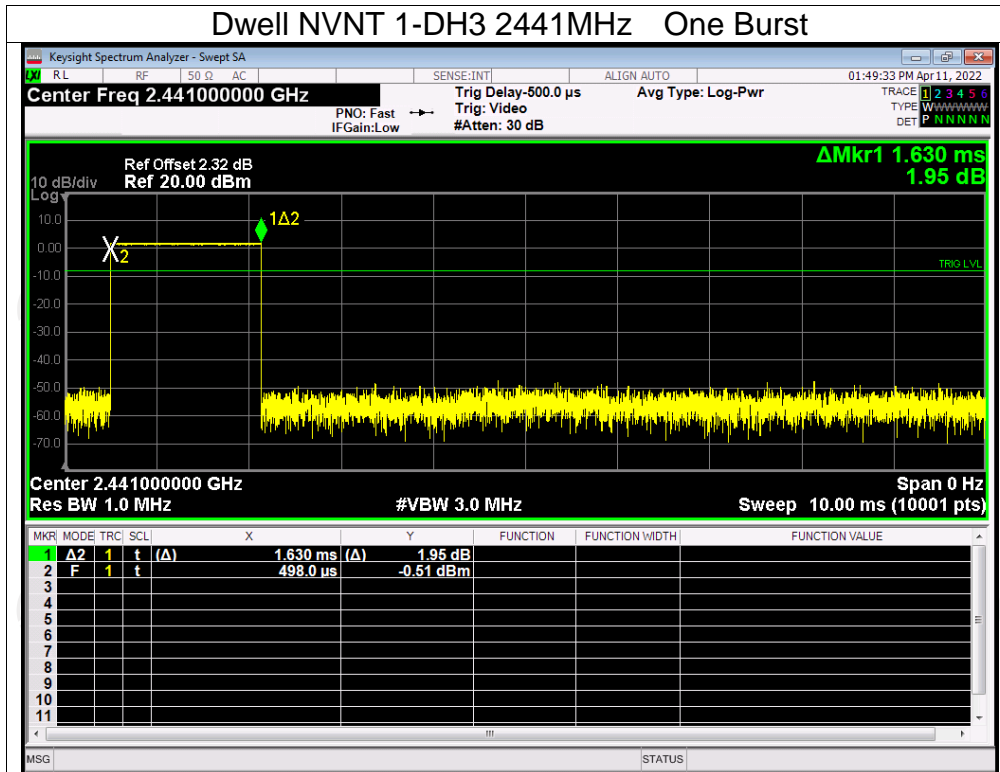 Dwell NVNT 1-DH3 2441MHz One Burst
Keysight Spectrum Analyzer - Swept SA
LXI RL RF 50 Ω AC SENSE:INT ALIGN AUTO 01:49:33 PM Apr 11, 2022
Center Freq 2.441000000 GHz Trig Delay-500.0 µs Avg Type: Log-Pwr TRACE 1 2 3 4 5 6
PNO: Fast Trig: Video TYPE WWWWWW
IFGain:Low #Atten: 30 dB DET P N N N N N
ΔMkr1 1.630 ms
1.95 dB
Ref Offset 2.32 dB
10 dB/div Ref 20.00 dBm
Log
10.0
1Δ2
0.00
2
TRIG LVL
-10.0
-20.0
-30.0
-40.0
-50.0
-60.0
-70.0
Center 2.441000000 GHz Span 0 Hz
Res BW 1.0 MHz #VBW 3.0 MHz Sweep 10.00 ms (10001 pts)
MKR MODE TRC SCL X Y FUNCTION FUNCTION WIDTH FUNCTION VALUE
1 Δ2 1 t (Δ) 1.630 ms (Δ) 1.95 dB
2 F 1 t 498.0 µs -0.51 dBm
3
4
5
6
7
8
9
10
11
MSG STATUS